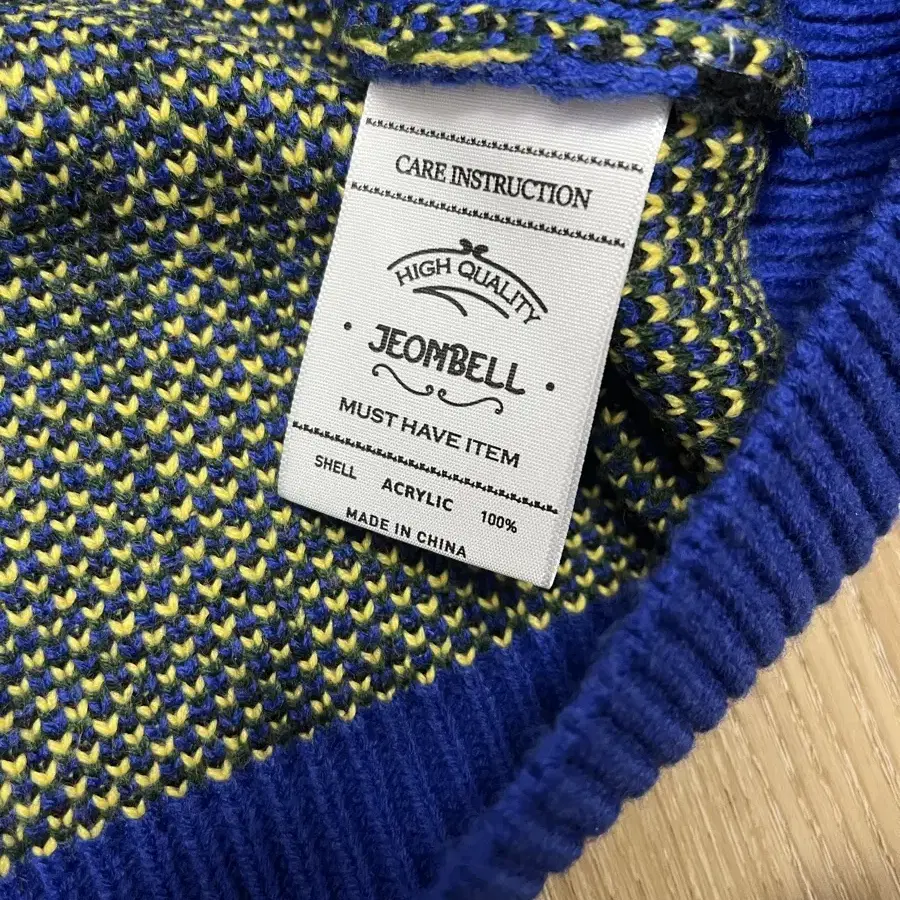 CARE INSTRUCTION
HIGH QUALITY
JEOMBELL
MUST HAVE ITEM
SHELL ACRYLIC 100%
MADE IN CHINA